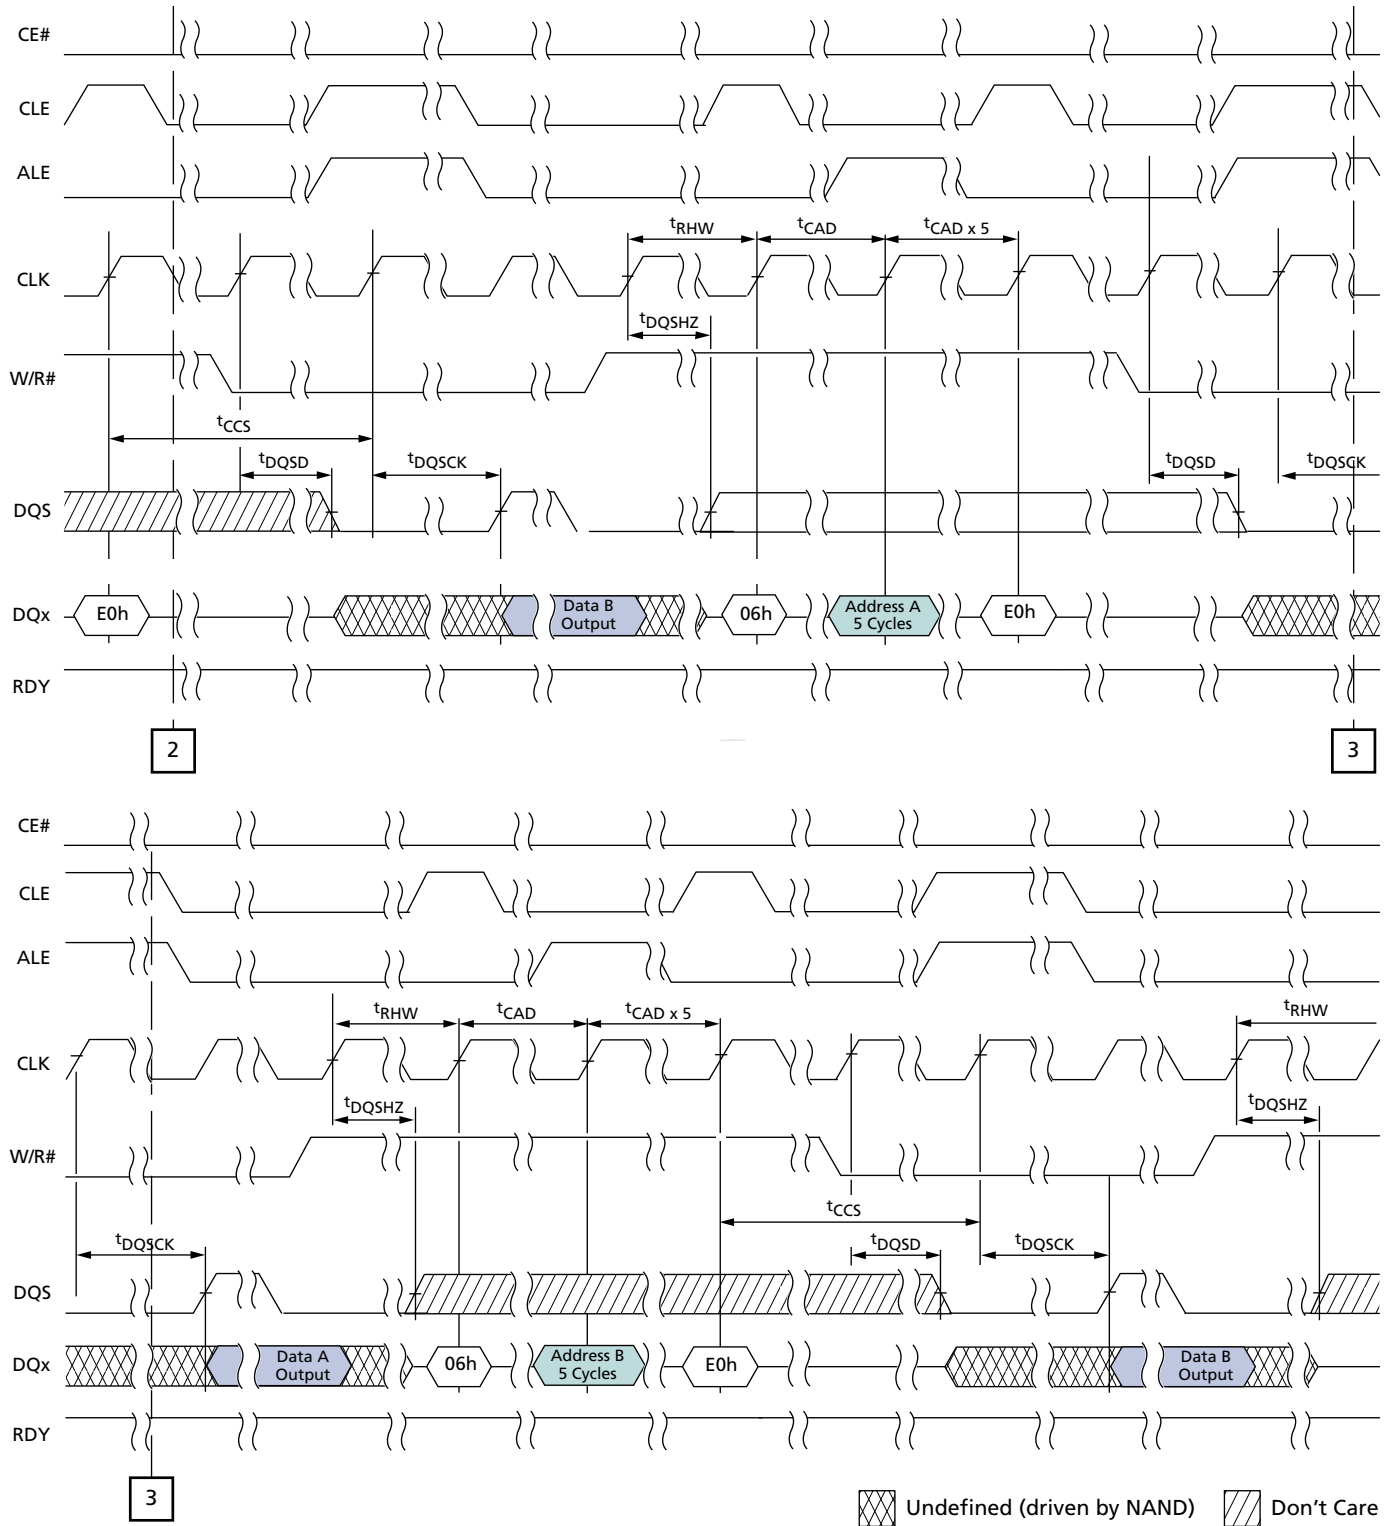 CE#
CLE
ALE
tRHW tCAD tCAD x 5
CLK
tDQSHZ
W/R#
tCCS
tDQSD tDQSCK tDQSD tDQSCK
DQS
DQx E0h Data B Output 06h Address A 5 Cycles E0h
RDY
2 3
CE#
CLE
ALE
tRHW tCAD tCAD x 5 tRHW
CLK
tDQSHZ tDQSHZ
W/R#
tCCS
tDQSCK tDQSD tDQSCK
DQS
DQx Data A Output 06h Address B 5 Cycles E0h Data B Output
RDY
3
Undefined (driven by NAND) Don't Care